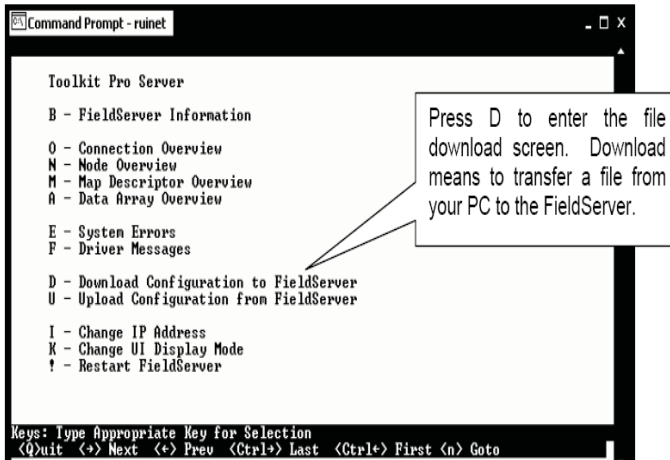 Command Prompt - ruinet
Toolkit Pro Server
B - FieldServer Information
O - Connection Overview
N - Node Overview
M - Map Descriptor Overview
A - Data Array Overview
E - System Errors
F - Driver Messages
D - Download Configuration to FieldServer
U - Upload Configuration from FieldServer
I - Change IP Address
K - Change UI Display Mode
! - Restart FieldServer
Press D to enter the file
download screen. Download
means to transfer a file from
your PC to the FieldServer.
Keys: Type Appropriate Key for Selection
<Q>uit <→> Next <←> Prev <Ctrl→> Last <Ctrl←> First <n> Goto